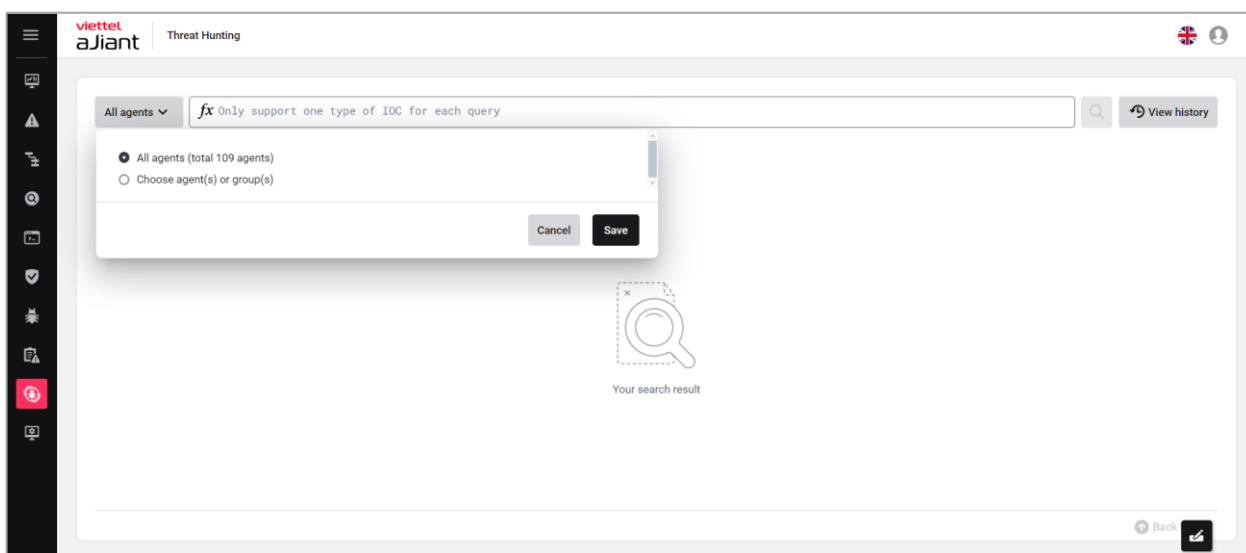 viettel
aJiant
Threat Hunting
All agents
fx Only support one type of IOC for each query
View history
All agents (total 109 agents)
Choose agent(s) or group(s)
Cancel
Save
Your search result
Back